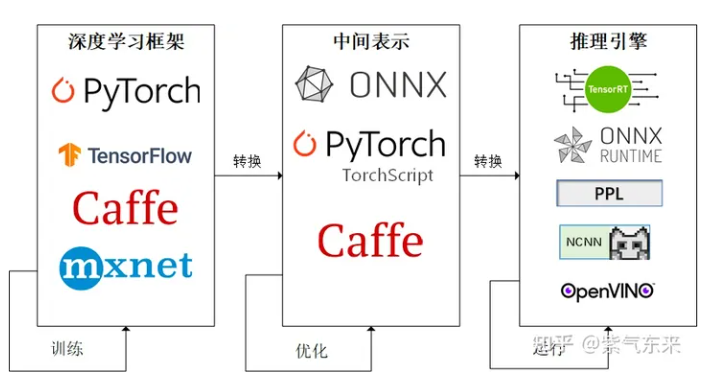 深度学习框架
PyTorch
TensorFlow
Caffe
mxnet
训练
转换
中间表示
ONNX
PyTorch
TorchScript
Caffe
优化
转换
推理引擎
TensorRT
ONNX
RUNTIME
PPL
NCNN
OpenVINO
运行
知乎 @紫气东来